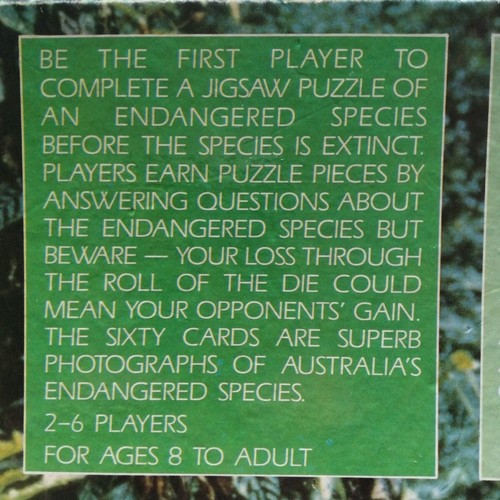 BE THE FIRST PLAYER TO
COMPLETE A JIGSAW PUZZLE OF
AN ENDANGERED SPECIES
BEFORE THE SPECIES IS EXTINCT.
PLAYERS EARN PUZZLE PIECES BY
ANSWERING QUESTIONS ABOUT
THE ENDANGERED SPECIES BUT
BEWARE — YOUR LOSS THROUGH
THE ROLL OF THE DIE COULD
MEAN YOUR OPPONENTS' GAIN.
THE SIXTY CARDS ARE SUPERB
PHOTOGRAPHS OF AUSTRALIA'S
ENDANGERED SPECIES.
2–6 PLAYERS
FOR AGES 8 TO ADULT